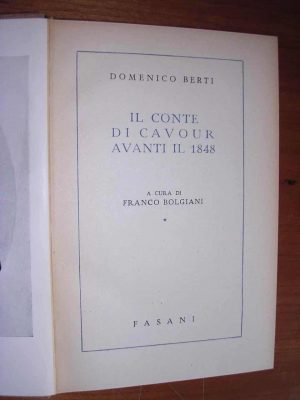 DOMENICO BERTI
IL CONTE
DI CAVOUR
AVANTI IL 1848
A CURA DI
FRANCO BOLGIANI
*
FASANI